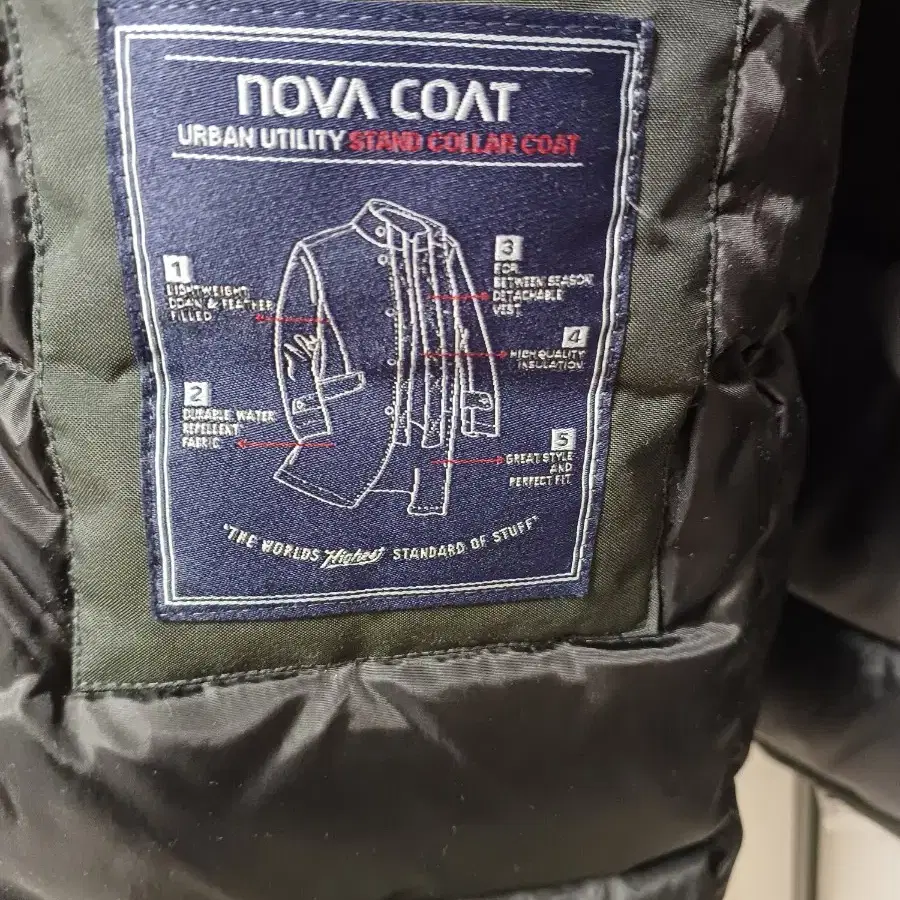 NOVA COAT
URBAN UTILITY STAND COLLAR COAT
1
LIGHTWEIGHT
DOWN & FEATHER
FILLED
2
DURABLE, WATER
REPELLENT
FABRIC
3
FOR
BETWEEN SEASON
DETACHABLE
VEST.
4
HIGH QUALITY
INSULATION.
5
GREAT STYLE
AND
PERFECT FIT.
"THE WORLDS Highest STANDARD OF STUFF"